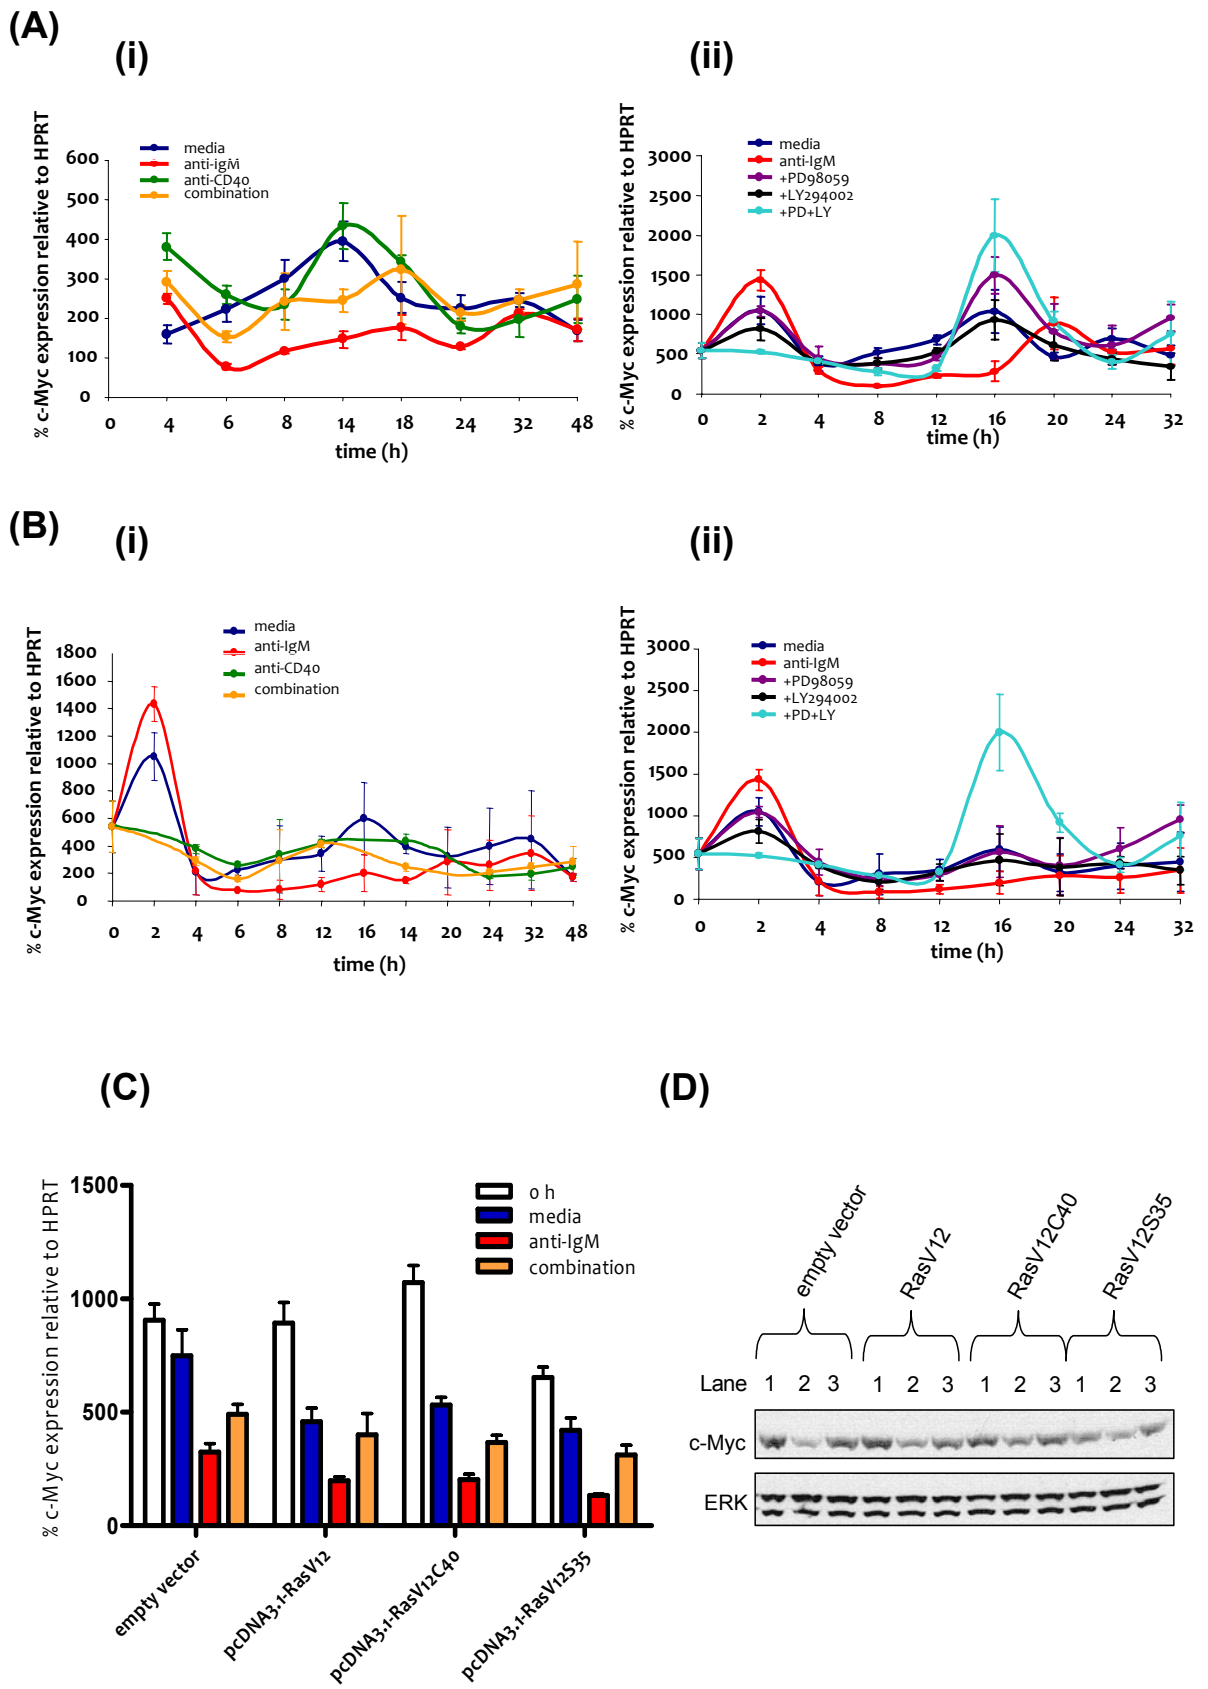 (A)
(i)
(ii)
% c-Myc expression relative to HPRT
600
500
400
300
200
100
0
media
anti-igM
anti-CD40
combination
0 4 6 8 14 18 24 32 48
time (h)
% c-Myc expression relative to HPRT
3000
2500
2000
1500
1000
500
0
media
anti-IgM
+PD98059
+LY294002
+PD+LY
0 2 4 8 12 16 20 24 32
time (h)
(B)
(i)
(ii)
% c-Myc expression relative to HPRT
1800
1600
1400
1200
1000
800
600
400
200
0
media
anti-IgM
anti-CD40
combination
0 2 4 6 8 12 16 14 20 24 32 48
time (h)
% c-Myc expression relative to HPRT
3000
2500
2000
1500
1000
500
0
media
anti-IgM
+PD98059
+LY294002
+PD+LY
0 2 4 8 12 16 20 24 32
time (h)
(C)
(D)
% c-Myc expression relative to HPRT
1500
1000
500
0
0 h
media
anti-IgM
combination
empty vector
pcDNA3.1-RasV12
pcDNA3.1-RasV12C40
pcDNA3.1-RasV12S35
empty vector
RasV12
RasV12C40
RasV12S35
Lane 1 2 3 1 2 3 1 2 3 1 2 3
c-Myc
ERK